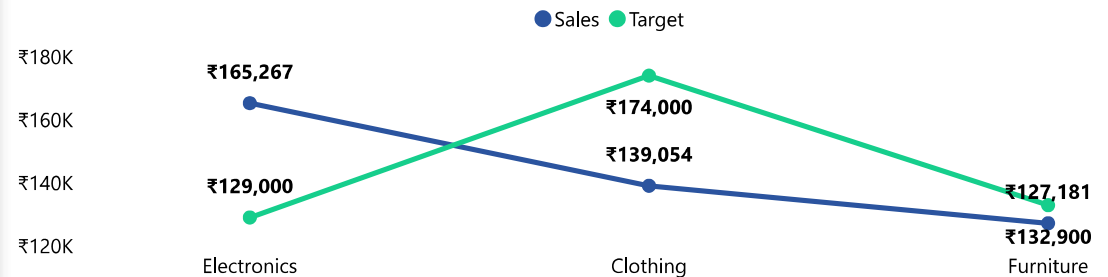 Sales Target
₹180K
₹165,267
₹174,000
₹160K
₹139,054
₹140K
₹129,000
₹127,181
₹132,900
₹120K
Electronics Clothing Furniture